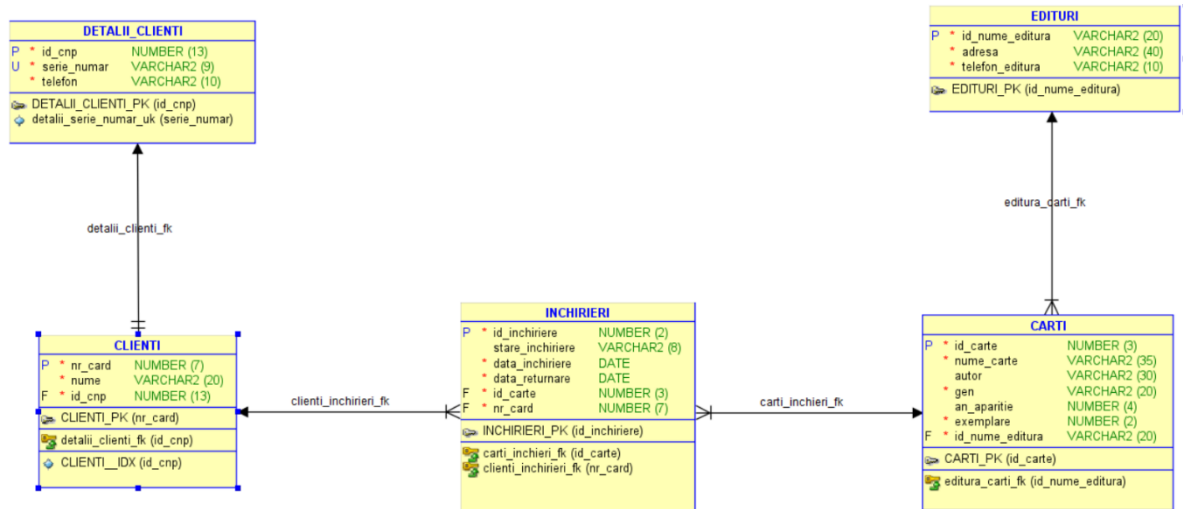 DETALII_CLIENTI
P * id_cnp NUMBER (13)
U * serie_numar VARCHAR2 (9)
* telefon VARCHAR2 (10)
DETALII_CLIENTI_PK (id_cnp)
detalii_serie_numar_uk (serie_numar)
EDITURI
P * id_nume_editura VARCHAR2 (20)
* adresa VARCHAR2 (40)
* telefon_editura VARCHAR2 (10)
EDITURI_PK (id_nume_editura)
detalii_clienti_fk
editura_carti_fk
CLIENTI
P * nr_card NUMBER (7)
* nume VARCHAR2 (20)
F * id_cnp NUMBER (13)
CLIENTI_PK (nr_card)
detalii_clienti_fk (id_cnp)
CLIENTI__IDX (id_cnp)
clienti_inchirieri_fk
INCHIRIERI
P * id_inchiriere NUMBER (2)
stare_inchiriere VARCHAR2 (8)
* data_inchiriere DATE
* data_returnare DATE
F * id_carte NUMBER (3)
F * nr_card NUMBER (7)
INCHIRIERI_PK (id_inchiriere)
carti_inchieri_fk (id_carte)
clienti_inchirieri_fk (nr_card)
carti_inchieri_fk
CARTI
P * id_carte NUMBER (3)
* nume_carte VARCHAR2 (35)
autor VARCHAR2 (30)
* gen VARCHAR2 (20)
an_aparitie NUMBER (4)
* exemplare NUMBER (2)
F * id_nume_editura VARCHAR2 (20)
CARTI_PK (id_carte)
editura_carti_fk (id_nume_editura)